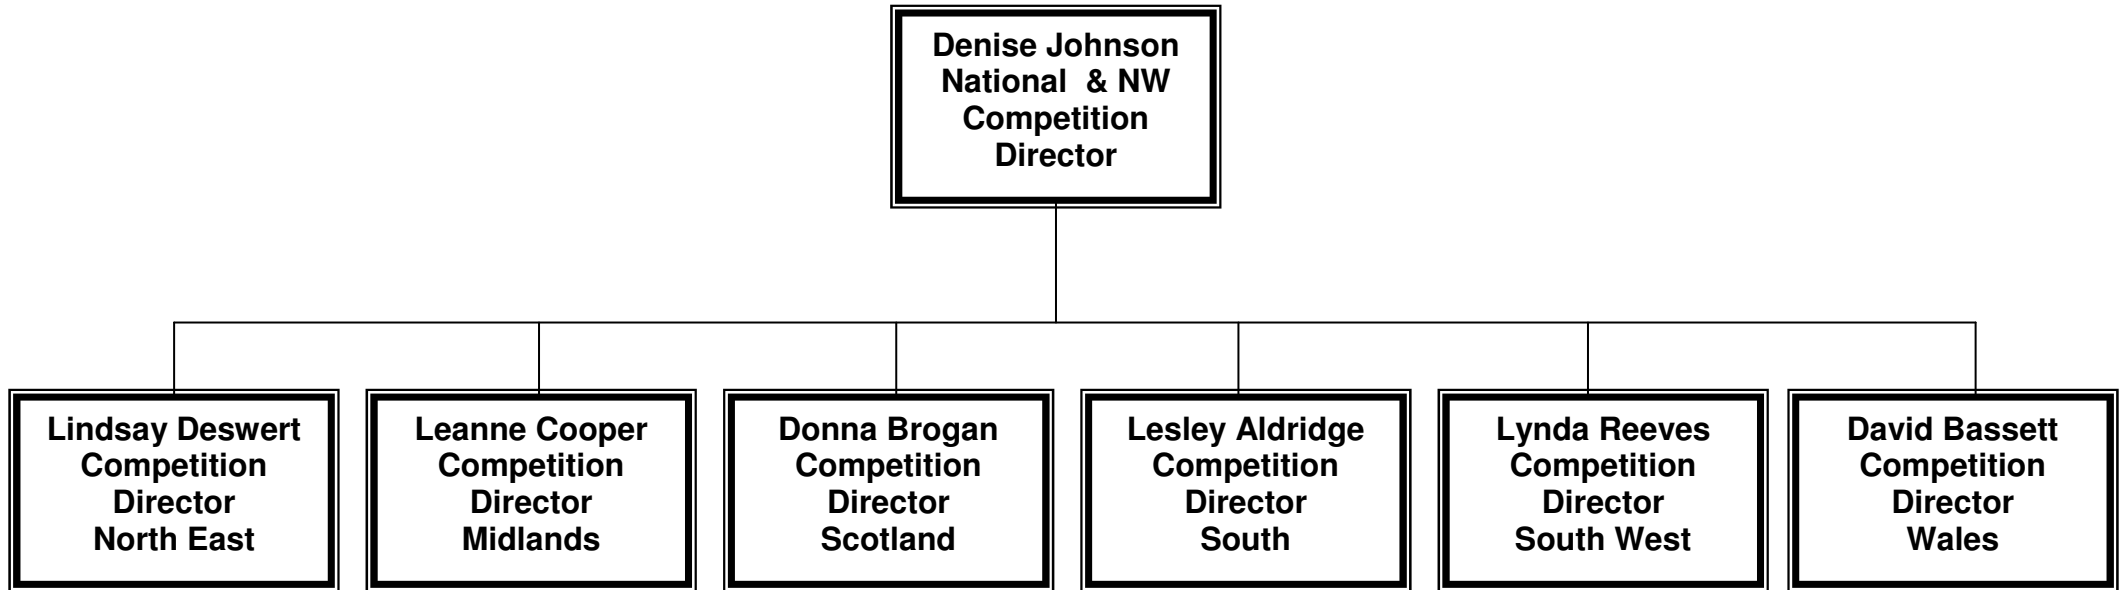 Denise Johnson
National & NW
Competition
Director
Lindsay Deswert
Competition
Director
North East
Leanne Cooper
Competition
Director
Midlands
Donna Brogan
Competition
Director
Scotland
Lesley Aldridge
Competition
Director
South
Lynda Reeves
Competition
Director
South West
David Bassett
Competition
Director
Wales